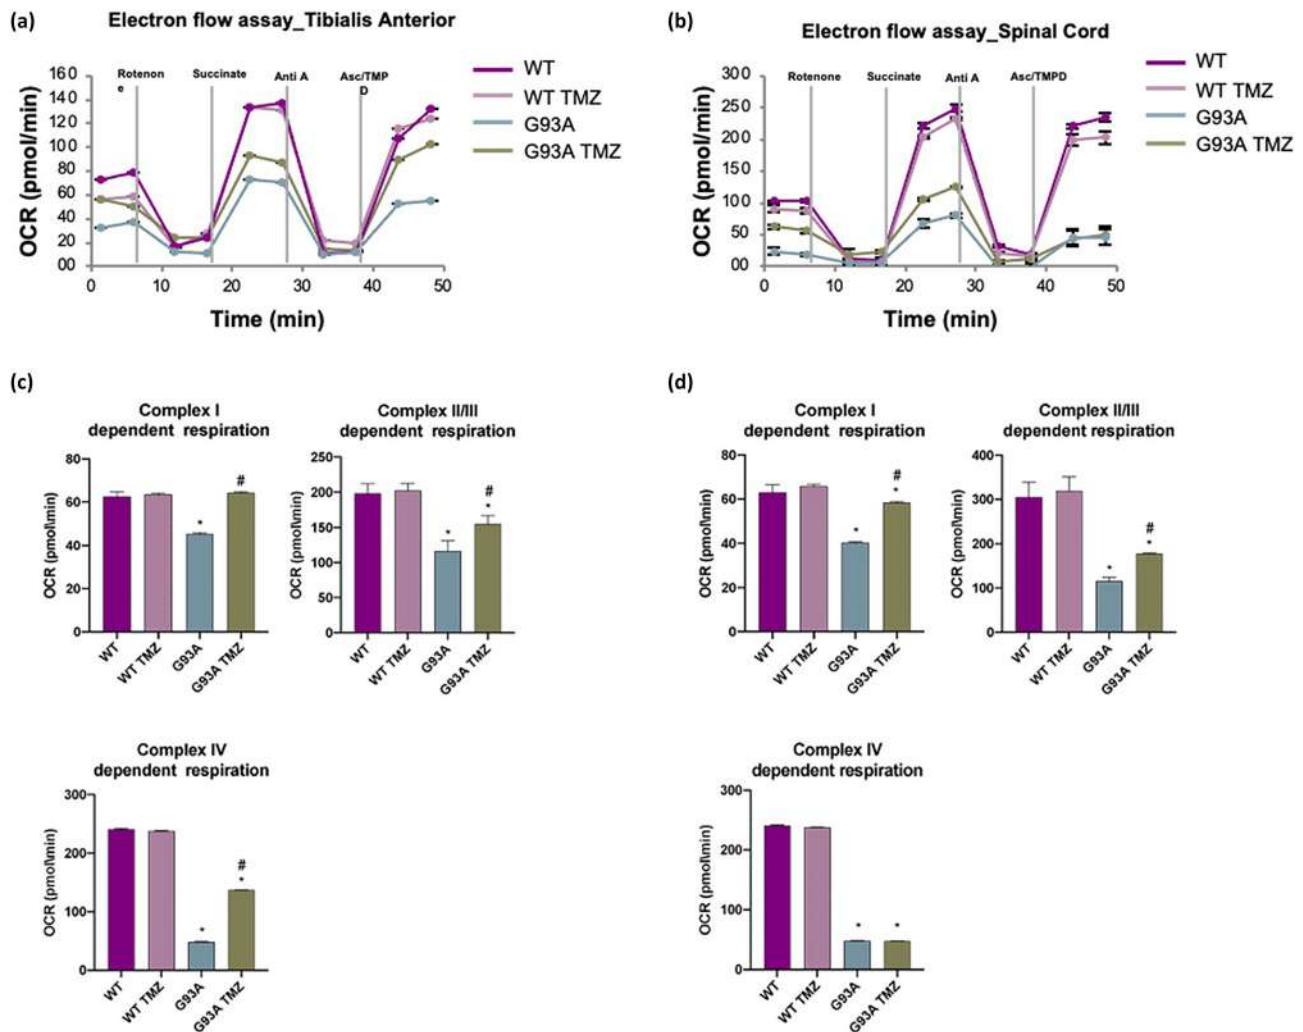 (a)
Electron flow assay_Tibialis Anterior
OCR (pmol/min)
160
140
120
100
80
60
40
20
00
Rotenon
e
Succinate
Anti A
Asc/TMP
D
0
10
20
30
40
50
Time (min)
WT
WT TMZ
G93A
G93A TMZ
(b)
Electron flow assay_Spinal Cord
OCR (pmol/min)
300
250
200
150
100
50
00
Rotenone
Succinate
Anti A
Asc/TMPD
0
10
20
30
40
50
Time (min)
WT
WT TMZ
G93A
G93A TMZ
(c)
Complex I
dependent respiration
OCR (pmol\min)
80
60
40
20
0
*
#
WT
WT TMZ
G93A
G93A TMZ
Complex II/III
dependent respiration
OCR (pmol\min)
250
200
150
100
50
0
*
#
*
WT
WT TMZ
G93A
G93A TMZ
Complex IV
dependent respiration
OCR (pmol\min)
300
200
100
0
*
#
*
WT
WT TMZ
G93A
G93A TMZ
(d)
Complex I
dependent respiration
OCR (pmol\min)
80
60
40
20
0
*
#
*
WT
WT TMZ
G93A
G93A TMZ
Complex II/III
dependent respiration
OCR (pmol\min)
400
300
200
100
0
*
#
*
WT
WT TMZ
G93A
G93A TMZ
Complex IV
dependent respiration
OCR (pmol\min)
300
200
100
0
*
*
WT
WT TMZ
G93A
G93A TMZ